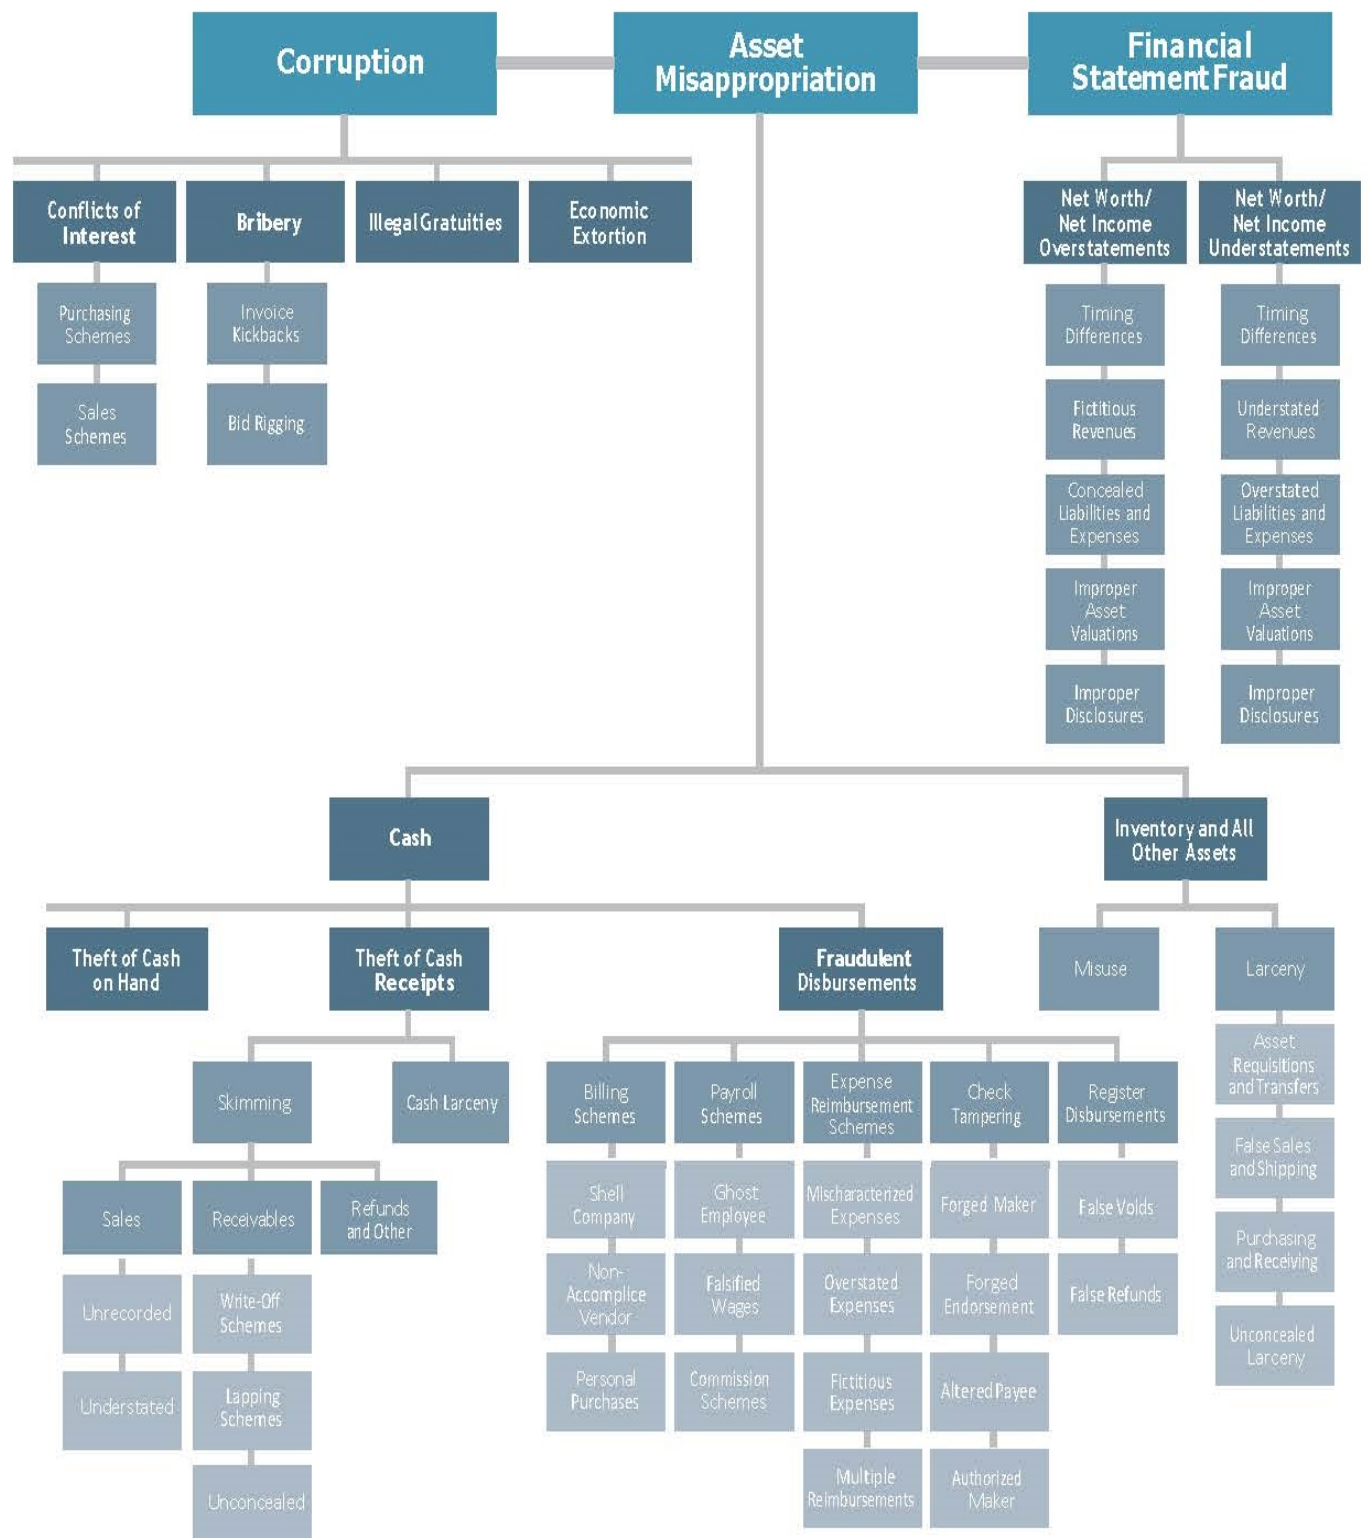 Corruption
Asset
Misappropriation
Financial
Statement Fraud
Conflicts of
Interest
Bribery
Illegal Gratuities
Economic
Extortion
Purchasing
Schemes
Sales
Schemes
Invoice
Kickbacks
Bid Rigging
Net Worth/
Net Income
Overstatements
Net Worth/
Net Income
Understatements
Timing
Differences
Fictitious
Revenues
Concealed
Liabilities and
Expenses
Improper
Asset
Valuations
Improper
Disclosures
Timing
Differences
Understated
Revenues
Overstated
Liabilities and
Expenses
Improper
Asset
Valuations
Improper
Disclosures
Cash
Inventory and All
Other Assets
Theft of Cash
on Hand
Theft of Cash
Receipts
Fraudulent
Disbursements
Misuse
Larceny
Asset
Requisitions
and Transfers
False Sales
and Shipping
Purchasing
and Receiving
Unconcealed
Larceny
Skimming
Cash Larceny
Sales
Receivables
Refunds
and Other
Unrecorded
Understated
Write-Off
Schemes
Lapping
Schemes
Unconcealed
Billing
Schemes
Shell
Company
Non-
Accomplice
Vendor
Personal
Purchases
Payroll
Schemes
Ghost
Employee
Falsified
Wages
Commission
Schemes
Expense
Reimbursement
Schemes
Mischaracterized
Expenses
Overstated
Expenses
Fictitious
Expenses
Multiple
Reimbursements
Check
Tampering
Forged Maker
Forged
Endorsement
Altered Payee
Authorized
Maker
Register
Disbursements
False Voids
False Refunds